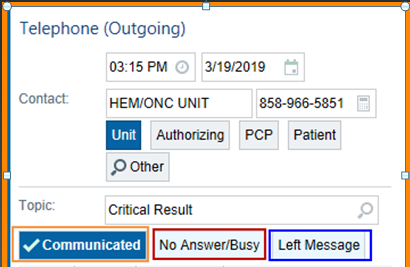 Telephone (Outgoing)
03:15 PM 3/19/2019
Contact: HEM/ONC UNIT 858-966-5851
Unit Authorizing PCP Patient
Other
Topic: Critical Result
Communicated No Answer/Busy Left Message